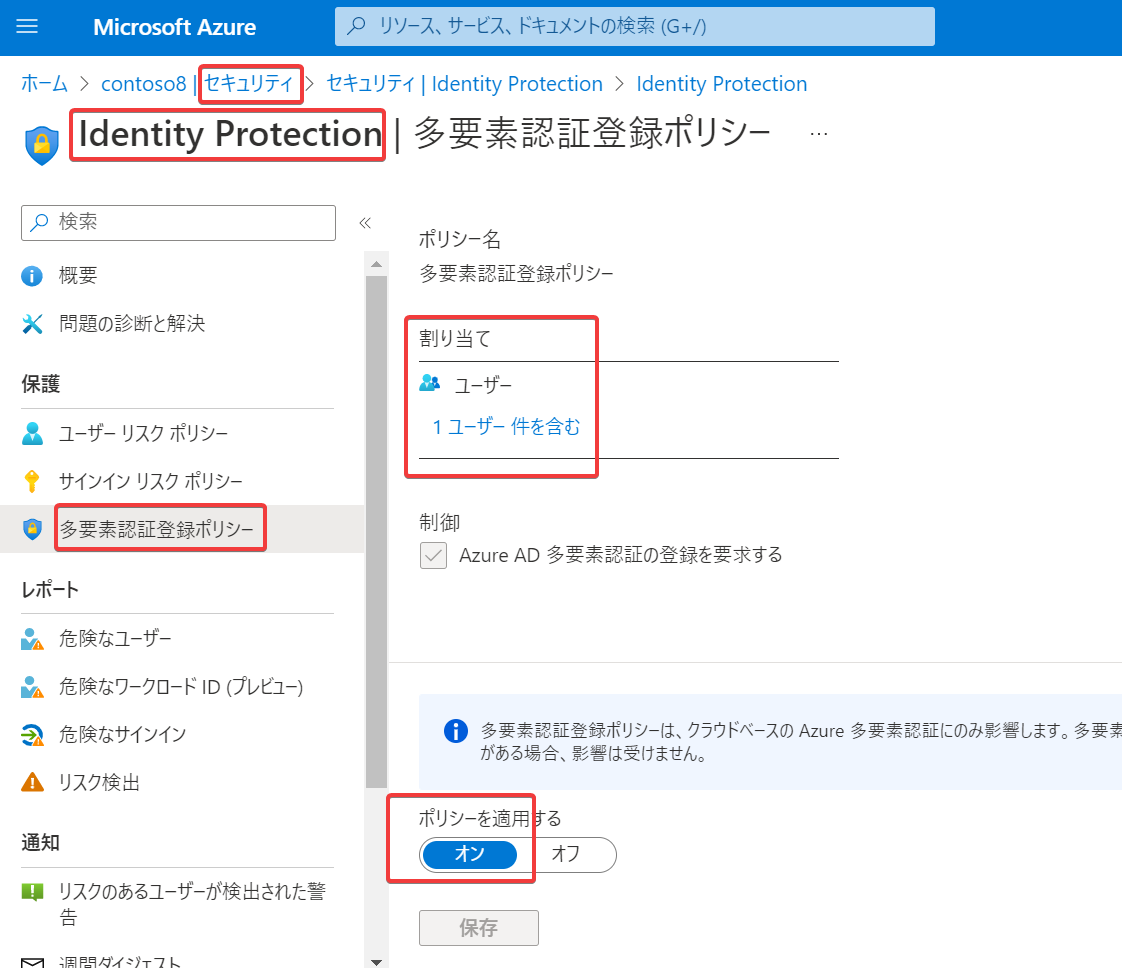 Microsoft Azure
リソース、サービス、ドキュメントの検索 (G+/)
ホーム > contoso8 | セキュリティ > セキュリティ | Identity Protection > Identity Protection
Identity Protection | 多要素認証登録ポリシー ...
検索
«
概要
問題の診断と解決
保護
ユーザー リスク ポリシー
サインイン リスク ポリシー
多要素認証登録ポリシー
レポート
危険なユーザー
危険なワークロード ID (プレビュー)
危険なサインイン
リスク検出
通知
リスクのあるユーザーが検出された警
告
週間ダイジェスト
ポリシー名
多要素認証登録ポリシー
割り当て
ユーザー
1 ユーザー 件を含む
制御
Azure AD 多要素認証の登録を要求する
多要素認証登録ポリシーは、クラウドベースの Azure 多要素認証にのみ影響します。多要素
がある場合、影響は受けません。
ポリシーを適用する
オン オフ
保存